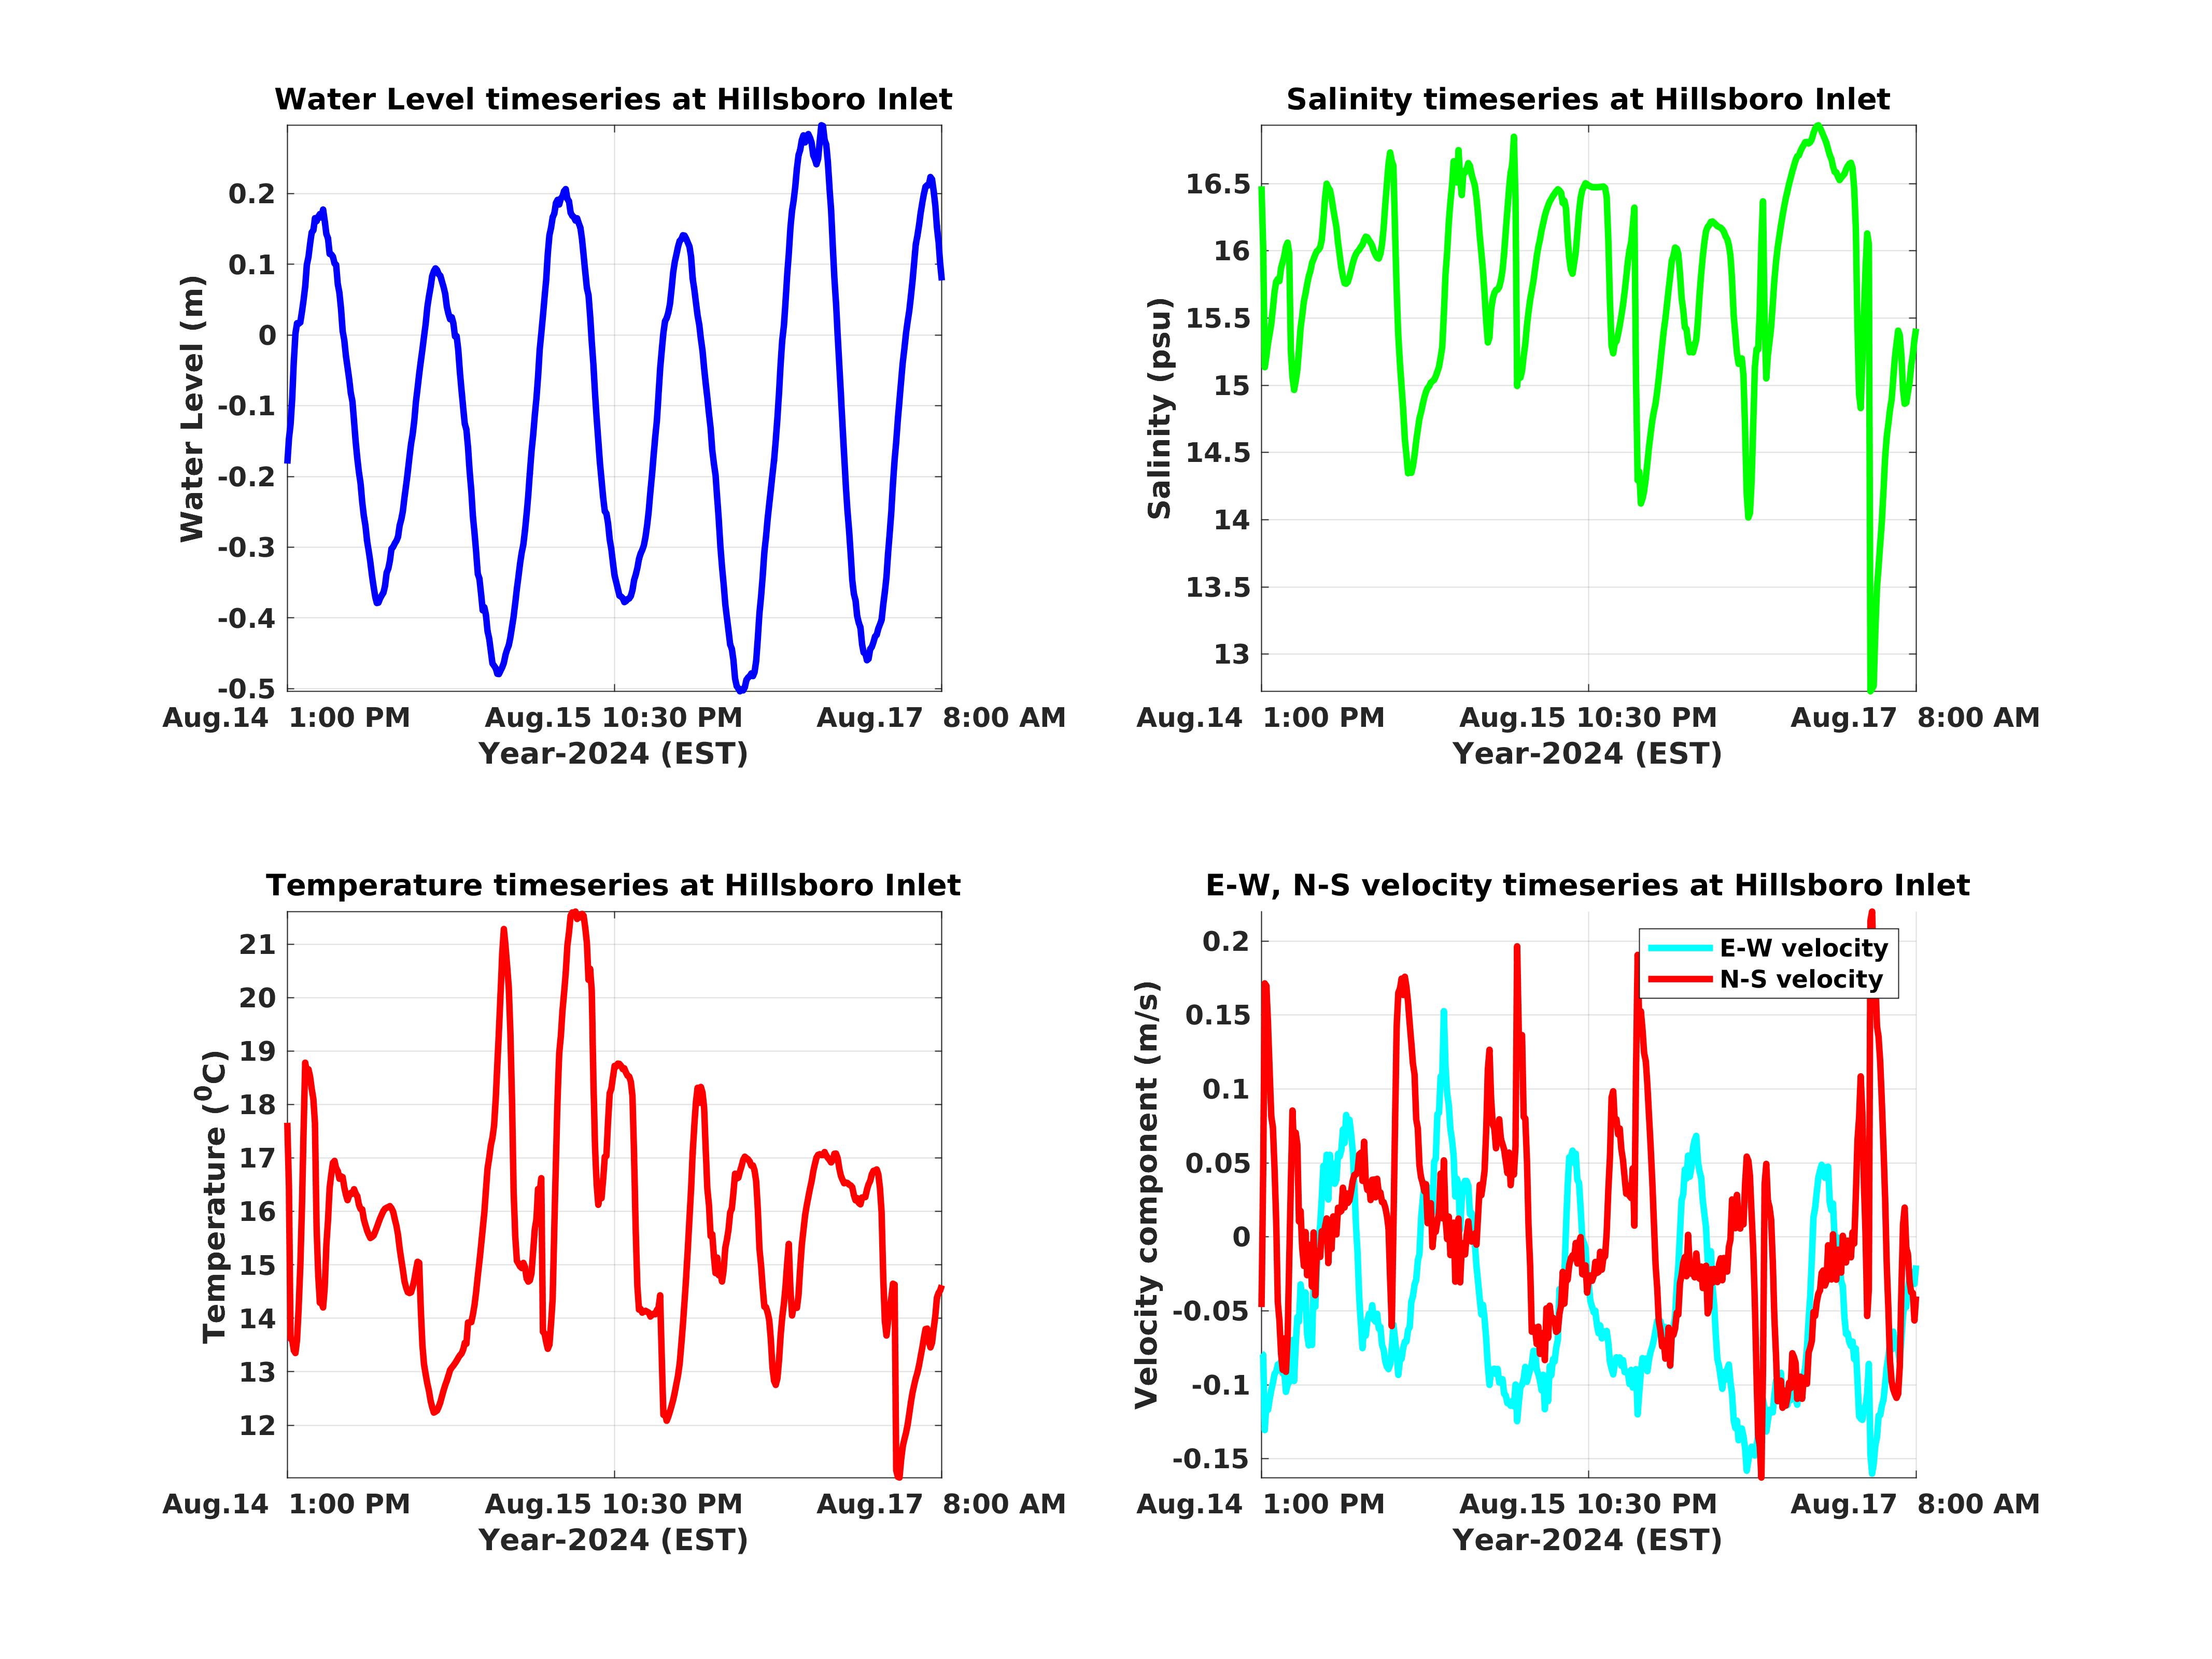 Water Level timeseries at Hillsboro Inlet
Water Level (m)
0.2
0.1
0
-0.1
-0.2
-0.3
-0.4
-0.5
Aug.14 1:00 PM
Aug.15 10:30 PM
Aug.17 8:00 AM
Year-2024 (EST)
Salinity timeseries at Hillsboro Inlet
Salinity (psu)
16.5
16
15.5
15
14.5
14
13.5
13
Aug.14 1:00 PM
Aug.15 10:30 PM
Aug.17 8:00 AM
Year-2024 (EST)
Temperature timeseries at Hillsboro Inlet
Temperature (⁰C)
21
20
19
18
17
16
15
14
13
12
Aug.14 1:00 PM
Aug.15 10:30 PM
Aug.17 8:00 AM
Year-2024 (EST)
E-W, N-S velocity timeseries at Hillsboro Inlet
E-W velocity
N-S velocity
Velocity component (m/s)
0.2
0.15
0.1
0.05
0
-0.05
-0.1
-0.15
Aug.14 1:00 PM
Aug.15 10:30 PM
Aug.17 8:00 AM
Year-2024 (EST)